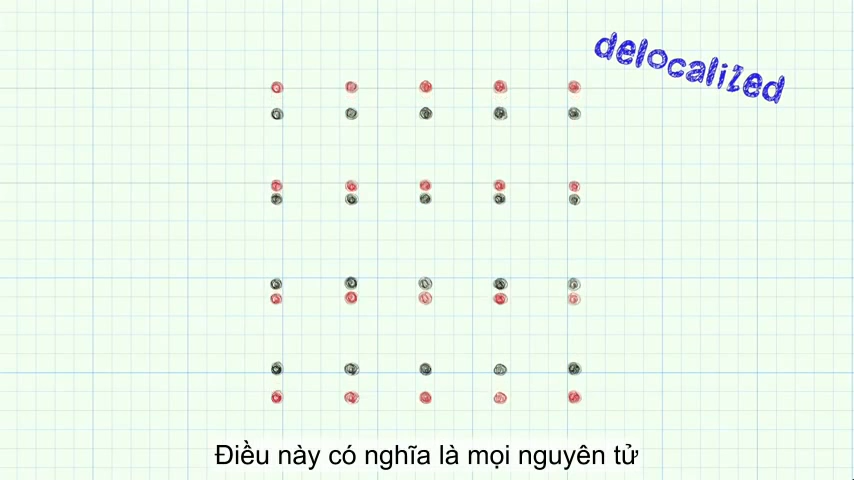 delocalized
Điều này có nghĩa là mọi nguyên tử